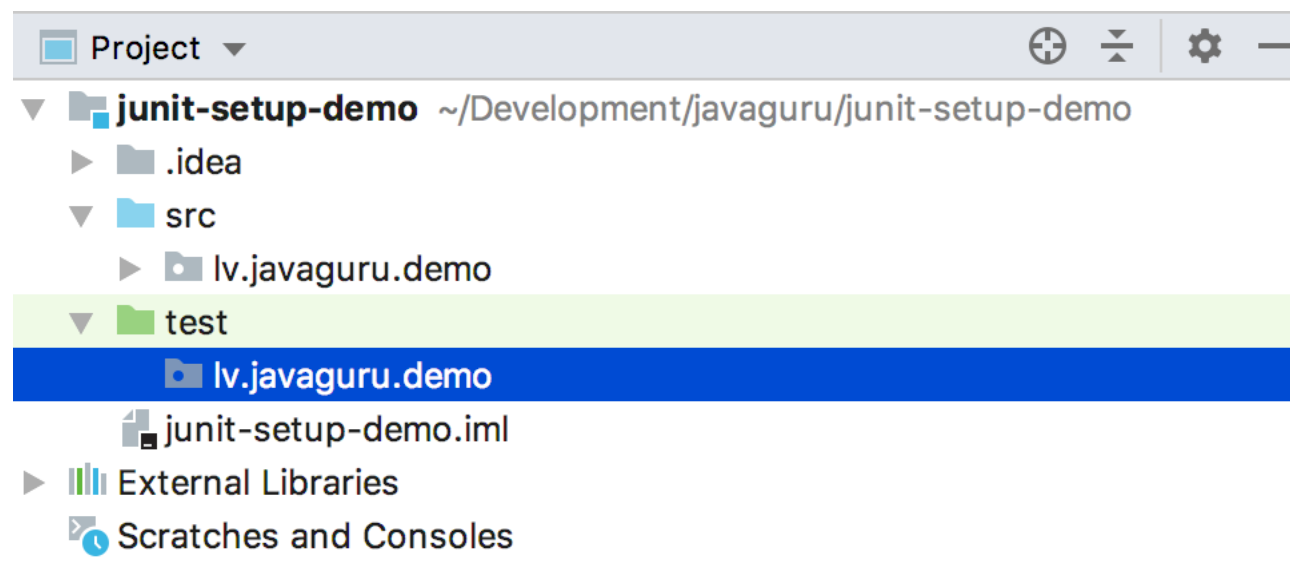 Project
junit-setup-demo ~/Development/javaguru/junit-setup-demo
.idea
src
lv.javaguru.demo
test
lv.javaguru.demo
junit-setup-demo.iml
External Libraries
Scratches and Consoles